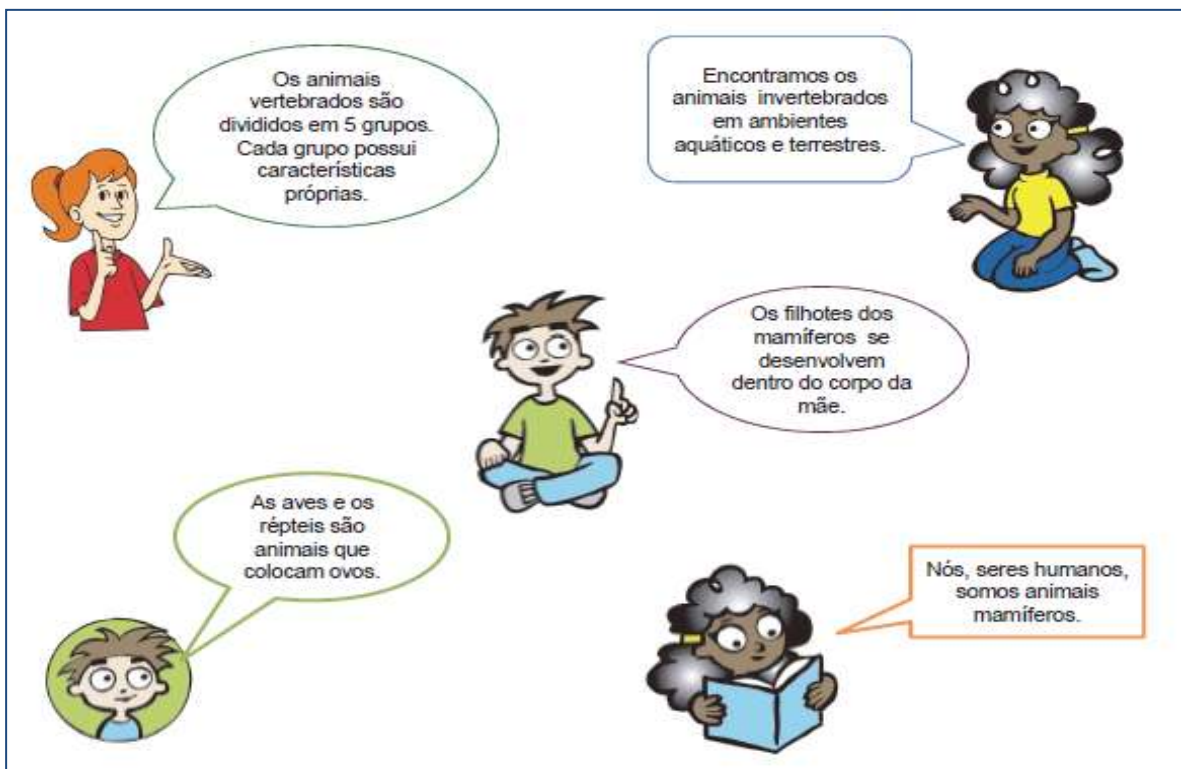 Os animais
vertebrados são
divididos em 5 grupos.
Cada grupo possui
características
próprias.
Encontramos os
animais invertebrados
em ambientes
aquáticos e terrestres.
Os filhotes dos
mamíferos se
desenvolvem
dentro do corpo da
mãe.
As aves e os
répteis são
animais que
colocam ovos.
Nós, seres humanos,
somos animais
mamíferos.